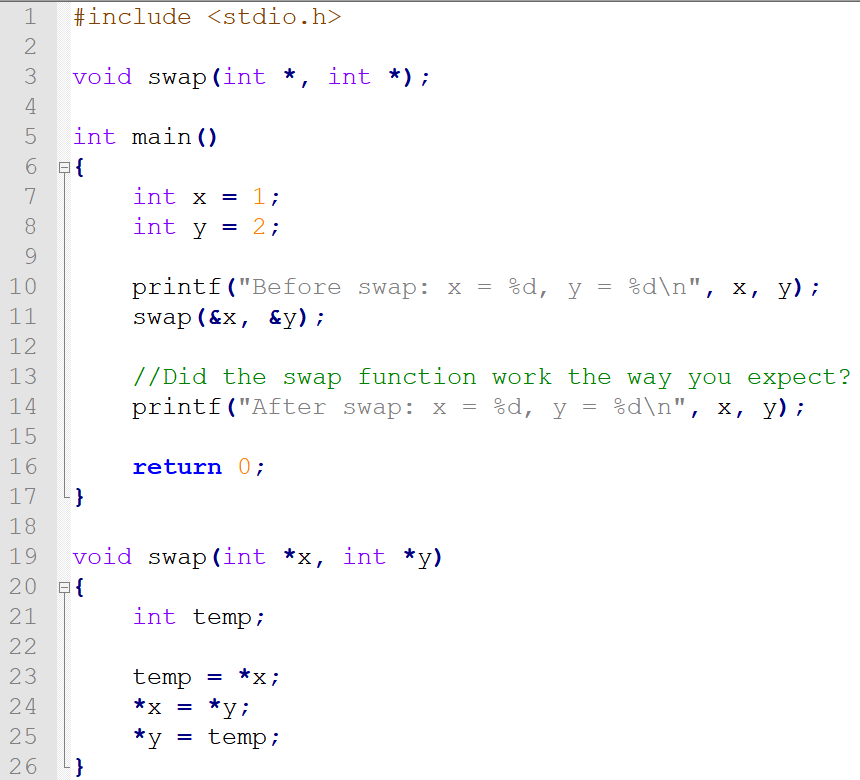 1 #include <stdio.h>
2
3 void swap(int *, int *);
4
5 int main()
6 {
7     int x = 1;
8     int y = 2;
9
10     printf("Before swap: x = %d, y = %d\n", x, y);
11     swap(&x, &y);
12
13     //Did the swap function work the way you expect?
14     printf("After swap: x = %d, y = %d\n", x, y);
15
16     return 0;
17 }
18
19 void swap(int *x, int *y)
20 {
21     int temp;
22
23     temp = *x;
24     *x = *y;
25     *y = temp;
26 }